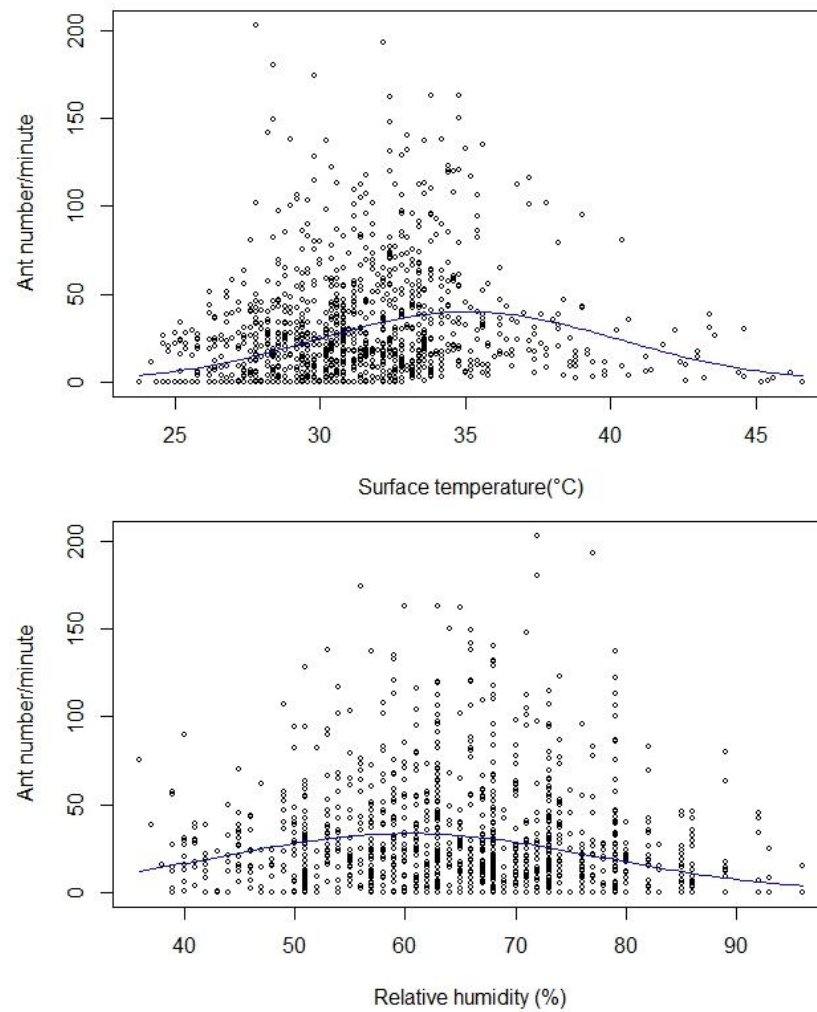 200
150
100
50
0
Ant number/minute
25 30 35 40 45
Surface temperature(°C)
200
150
100
50
0
Ant number/minute
40 50 60 70 80 90
Relative humidity (%)